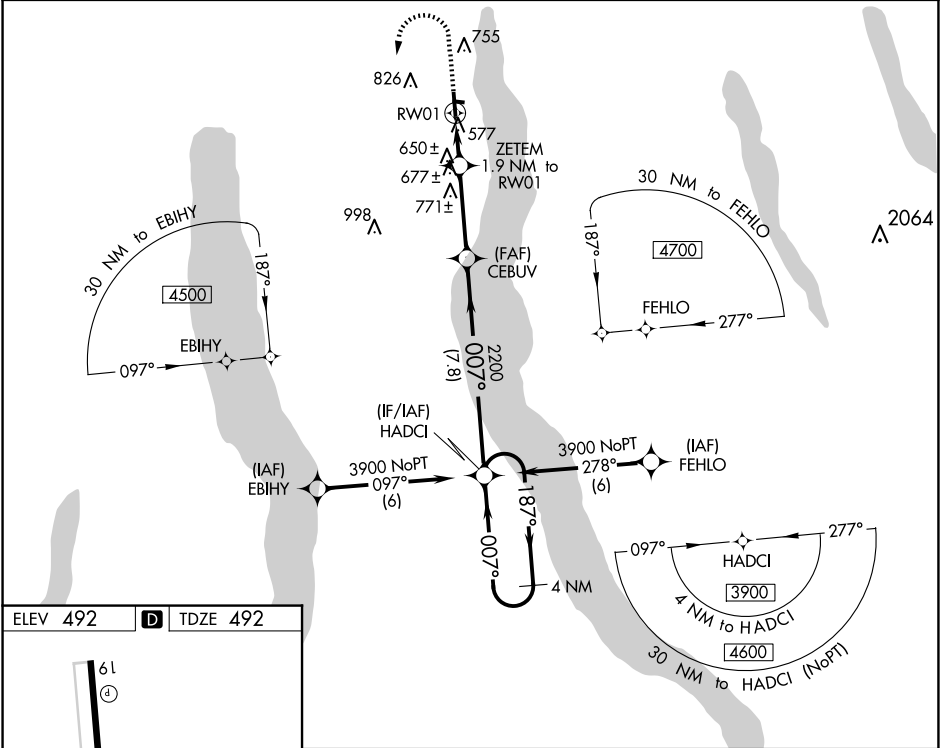 755
826
RW01
577
650±
ZETEM
1.9 NM to
RW01
677±
771±
998
(FAF)
CEBUV
30 NM to EBIHY
187°
4500
EBIHY
097°
30 NM to FEHLO
187°
4700
FEHLO
277°
2064
2200
007°
(7.8)
(IF/IAF)
HADCI
(IAF)
EBIHY
3900 NoPT
097°
(6)
3900 NoPT
278°
(6)
(IAF)
FEHLO
187°
007°
4 NM
097°
277°
HADCI
3900
4 NM to HADCI
4600
30 NM to HADCI (NoPT)
ELEV 492
D
TDZE 492
19
P